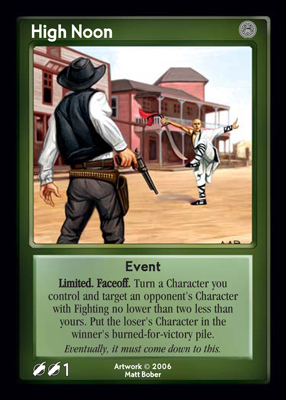 High Noon
Event
Limited. Faceoff. Turn a Character you
control and target an opponent's Character
with Fighting no lower than two less than
yours. Put the loser's Character in the
winner's burned-for-victory pile.
Eventually, it must come down to this.
1
Artwork © 2006
Matt Bober